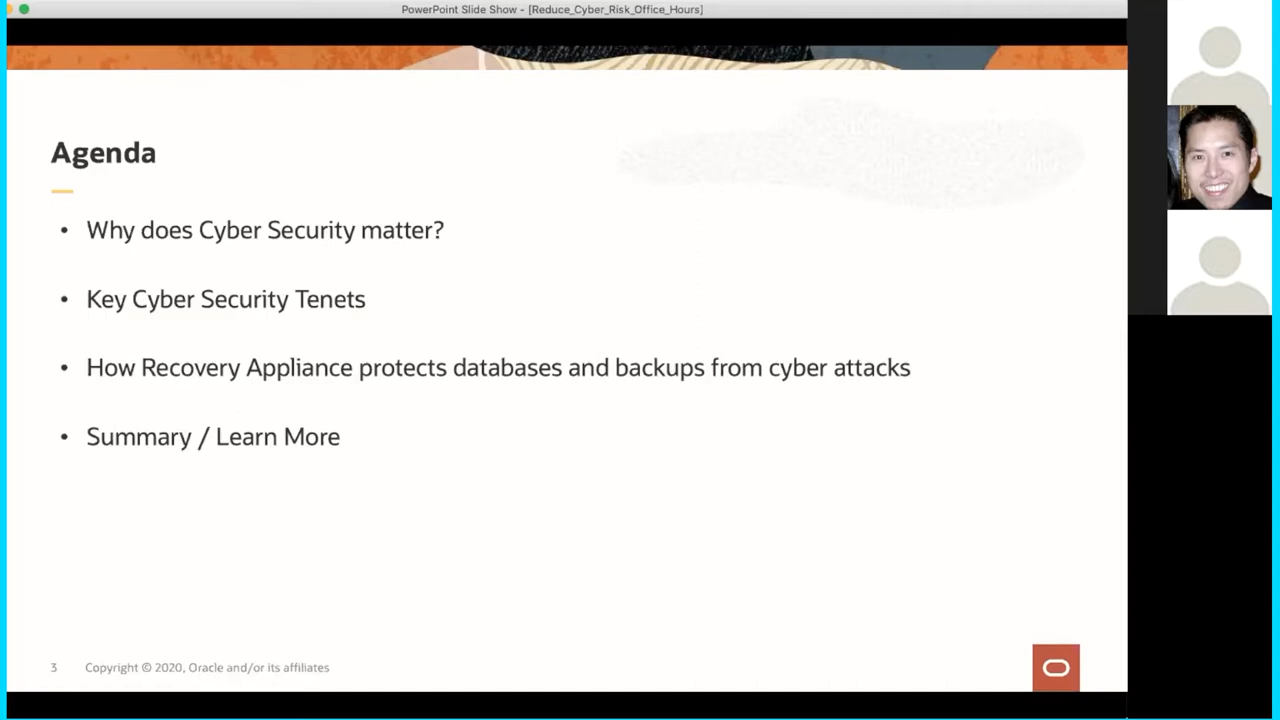 PowerPoint Slide Show - [Reduce_Cyber_Risk_Office_Hours]
Agenda
• Why does Cyber Security matter?
• Key Cyber Security Tenets
• How Recovery Appliance protects databases and backups from cyber attacks
• Summary / Learn More
3 Copyright © 2020, Oracle and/or its affiliates